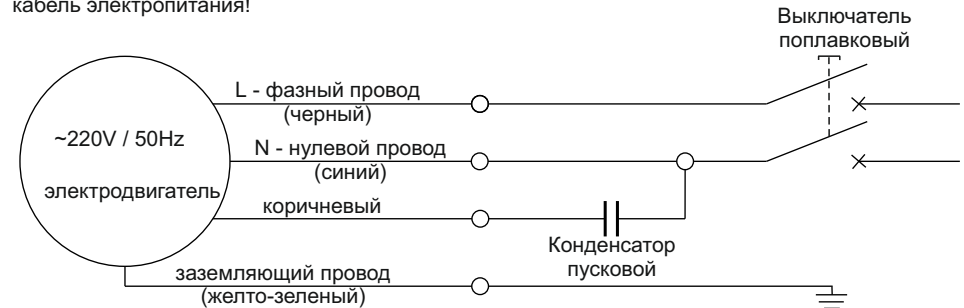 кабель электропитания!
Выключатель
поплавковый
L - фазный провод
(черный)
~220V / 50Hz
N - нулевой провод
(синий)
электродвигатель
коричневый
Конденсатор
пусковой
заземляющий провод
(желто-зеленый)